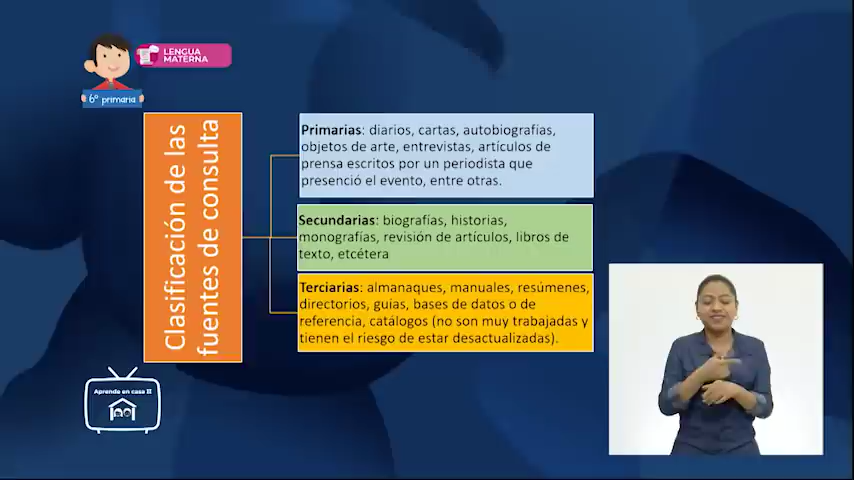 LENGUA
MATERNA
6º primaria
Clasificación de las
fuentes de consulta
Primarias: diarios, cartas, autobiografías,
objetos de arte, entrevistas, artículos de
prensa escritos por un periodista que
presenció el evento, entre otras.
Secundarias: biografías, historias,
monografías, revisión de artículos, libros de
texto, etcétera
Terciarias: almanaques, manuales, resúmenes,
directorios, guías, bases de datos o de
referencia, catálogos (no son muy trabajadas y
tienen el riesgo de estar desactualizadas).
Aprende en casa II